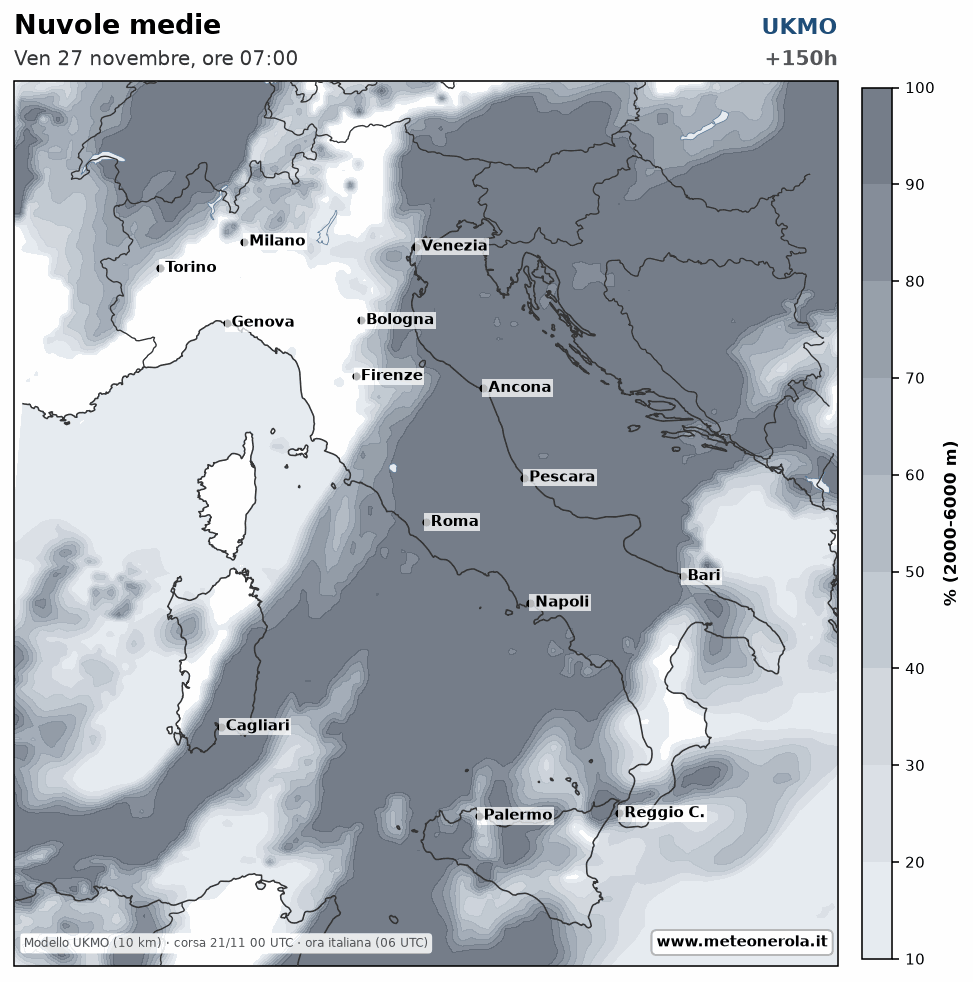 Nuvole medie
UKMO
Ven 27 novembre, ore 07:00
+150h
Milano
Venezia
Torino
Genova
Bologna
Firenze
Ancona
Pescara
Roma
Bari
Napoli
Cagliari
Palermo
Reggio C.
Modello UKMO (10 km) · corsa 21/11 00 UTC · ora italiana (06 UTC)
www.meteonerola.it
100
90
80
70
60
50
40
30
20
10
% (2000-6000 m)